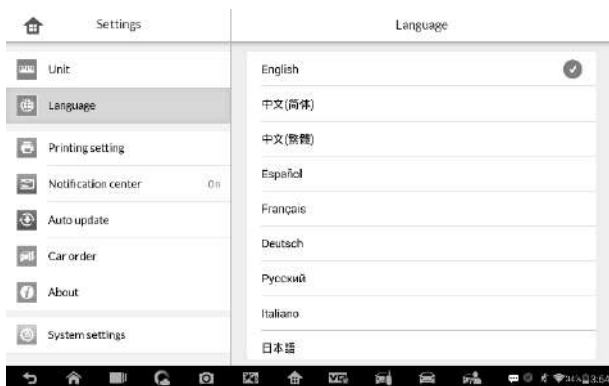 Settings
Unit
Language
Printing setting
Notification center On
Auto update
Car order
About
System settings
Language
English
中文(简体)
中文(繁體)
Español
Français
Deutsch
Русский
Italiano
日本語